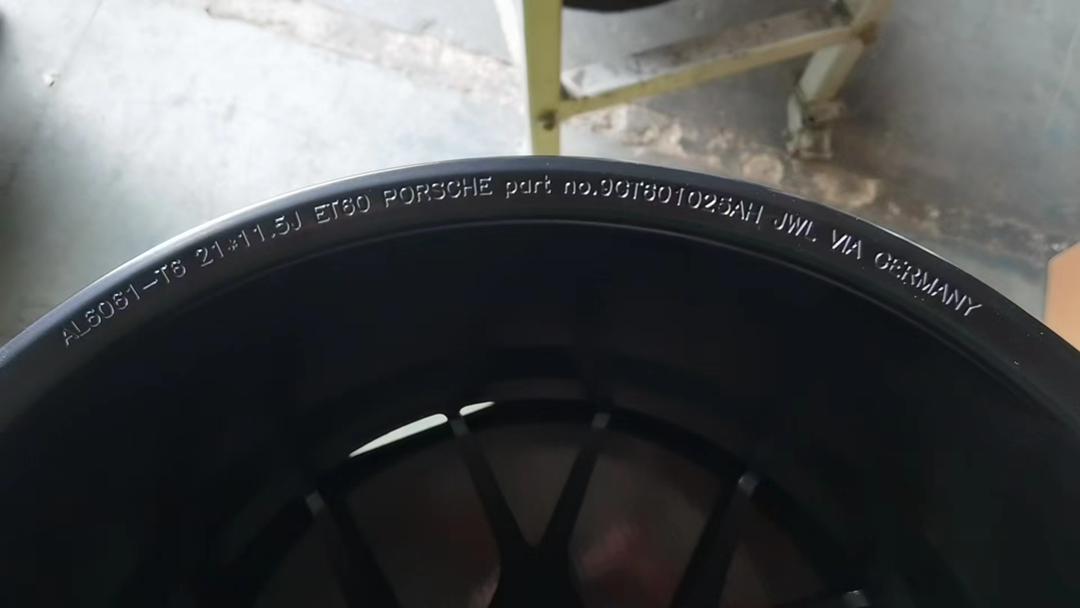 AL6061-T6 21*11.5J ET60 PORSCHE part no.9GT601025AH JWL VIA GERMANY